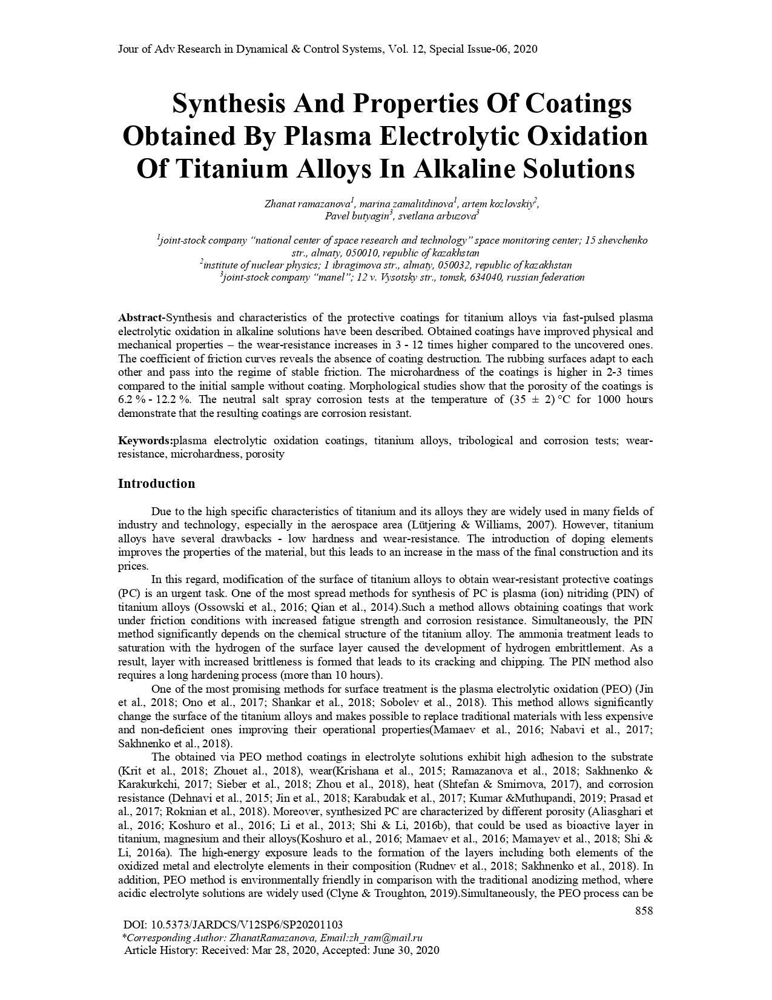 Jour of Adv Research in Dynamical & Control Systems, Vol. 12, Special Issue-06, 2020
Synthesis And Properties Of Coatings
Obtained By Plasma Electrolytic Oxidation
Of Titanium Alloys In Alkaline Solutions
Zhanat ramazanova1, marina zamalitdinova1, artem kozlovskiy2,
Pavel butyagin3, svetlana arbuzova3
1joint-stock company “national center of space research and technology” space monitoring center; 15 shevchenko
str., almaty, 050010, republic of kazakhstan
2institute of nuclear physics; 1 ibragimova str., almaty, 050032, republic of kazakhstan
3joint-stock company “manel”; 12 v. Vysotsky str., tomsk, 634040, russian federation
Abstract-Synthesis and characteristics of the protective coatings for titanium alloys via fast-pulsed plasma
electrolytic oxidation in alkaline solutions have been described. Obtained coatings have improved physical and
mechanical properties – the wear-resistance increases in 3 - 12 times higher compared to the uncovered ones.
The coefficient of friction curves reveals the absence of coating destruction. The rubbing surfaces adapt to each
other and pass into the regime of stable friction. The microhardness of the coatings is higher in 2-3 times
compared to the initial sample without coating. Morphological studies show that the porosity of the coatings is
6.2 % - 12.2 %. The neutral salt spray corrosion tests at the temperature of (35 ± 2) °C for 1000 hours
demonstrate that the resulting coatings are corrosion resistant.
Keywords:plasma electrolytic oxidation coatings, titanium alloys, tribological and corrosion tests; wear-
resistance, microhardness, porosity
Introduction
Due to the high specific characteristics of titanium and its alloys they are widely used in many fields of
industry and technology, especially in the aerospace area (Lütjering & Williams, 2007). However, titanium
alloys have several drawbacks - low hardness and wear-resistance. The introduction of doping elements
improves the properties of the material, but this leads to an increase in the mass of the final construction and its
prices.
In this regard, modification of the surface of titanium alloys to obtain wear-resistant protective coatings
(PC) is an urgent task. One of the most spread methods for synthesis of PC is plasma (ion) nitriding (PIN) of
titanium alloys (Ossowski et al., 2016; Qian et al., 2014).Such a method allows obtaining coatings that work
under friction conditions with increased fatigue strength and corrosion resistance. Simultaneously, the PIN
method significantly depends on the chemical structure of the titanium alloy. The ammonia treatment leads to
saturation with the hydrogen of the surface layer caused the development of hydrogen embrittlement. As a
result, layer with increased brittleness is formed that leads to its cracking and chipping. The PIN method also
requires a long hardening process (more than 10 hours).
One of the most promising methods for surface treatment is the plasma electrolytic oxidation (PEO) (Jin
et al., 2018; Ono et al., 2017; Shankar et al., 2018; Sobolev et al., 2018). This method allows significantly
change the surface of the titanium alloys and makes possible to replace traditional materials with less expensive
and non-deficient ones improving their operational properties(Mamaev et al., 2016; Nabavi et al., 2017;
Sakhnenko et al., 2018).
The obtained via PEO method coatings in electrolyte solutions exhibit high adhesion to the substrate
(Krit et al., 2018; Zhouet al., 2018), wear(Krishana et al., 2015; Ramazanova et al., 2018; Sakhnenko &
Karakurkchi, 2017; Sieber et al., 2018; Zhou et al., 2018), heat (Shtefan & Smirnova, 2017), and corrosion
resistance (Dehnavi et al., 2015; Jin et al., 2018; Karabudak et al., 2017; Kumar &Muthupandi, 2019; Prasad et
al., 2017; Roknian et al., 2018). Moreover, synthesized PC are characterized by different porosity (Aliasghari et
al., 2016; Koshuro et al., 2016; Li et al., 2013; Shi & Li, 2016b), that could be used as bioactive layer in
titanium, magnesium and their alloys(Koshuro et al., 2016; Mamaev et al., 2016; Mamayev et al., 2018; Shi &
Li, 2016a). The high-energy exposure leads to the formation of the layers including both elements of the
oxidized metal and electrolyte elements in their composition (Rudnev et al., 2018; Sakhnenko et al., 2018). In
addition, PEO method is environmentally friendly in comparison with the traditional anodizing method, where
acidic electrolyte solutions are widely used (Clyne & Troughton, 2019).Simultaneously, the PEO process can be
858
DOI: 10.5373/JARDCS/V12SP6/SP20201103
*Corresponding Author: ZhanatRamazanova, Email:zh_ram@mail.ru
Article History: Received: Mar 28, 2020, Accepted: June 30, 2020